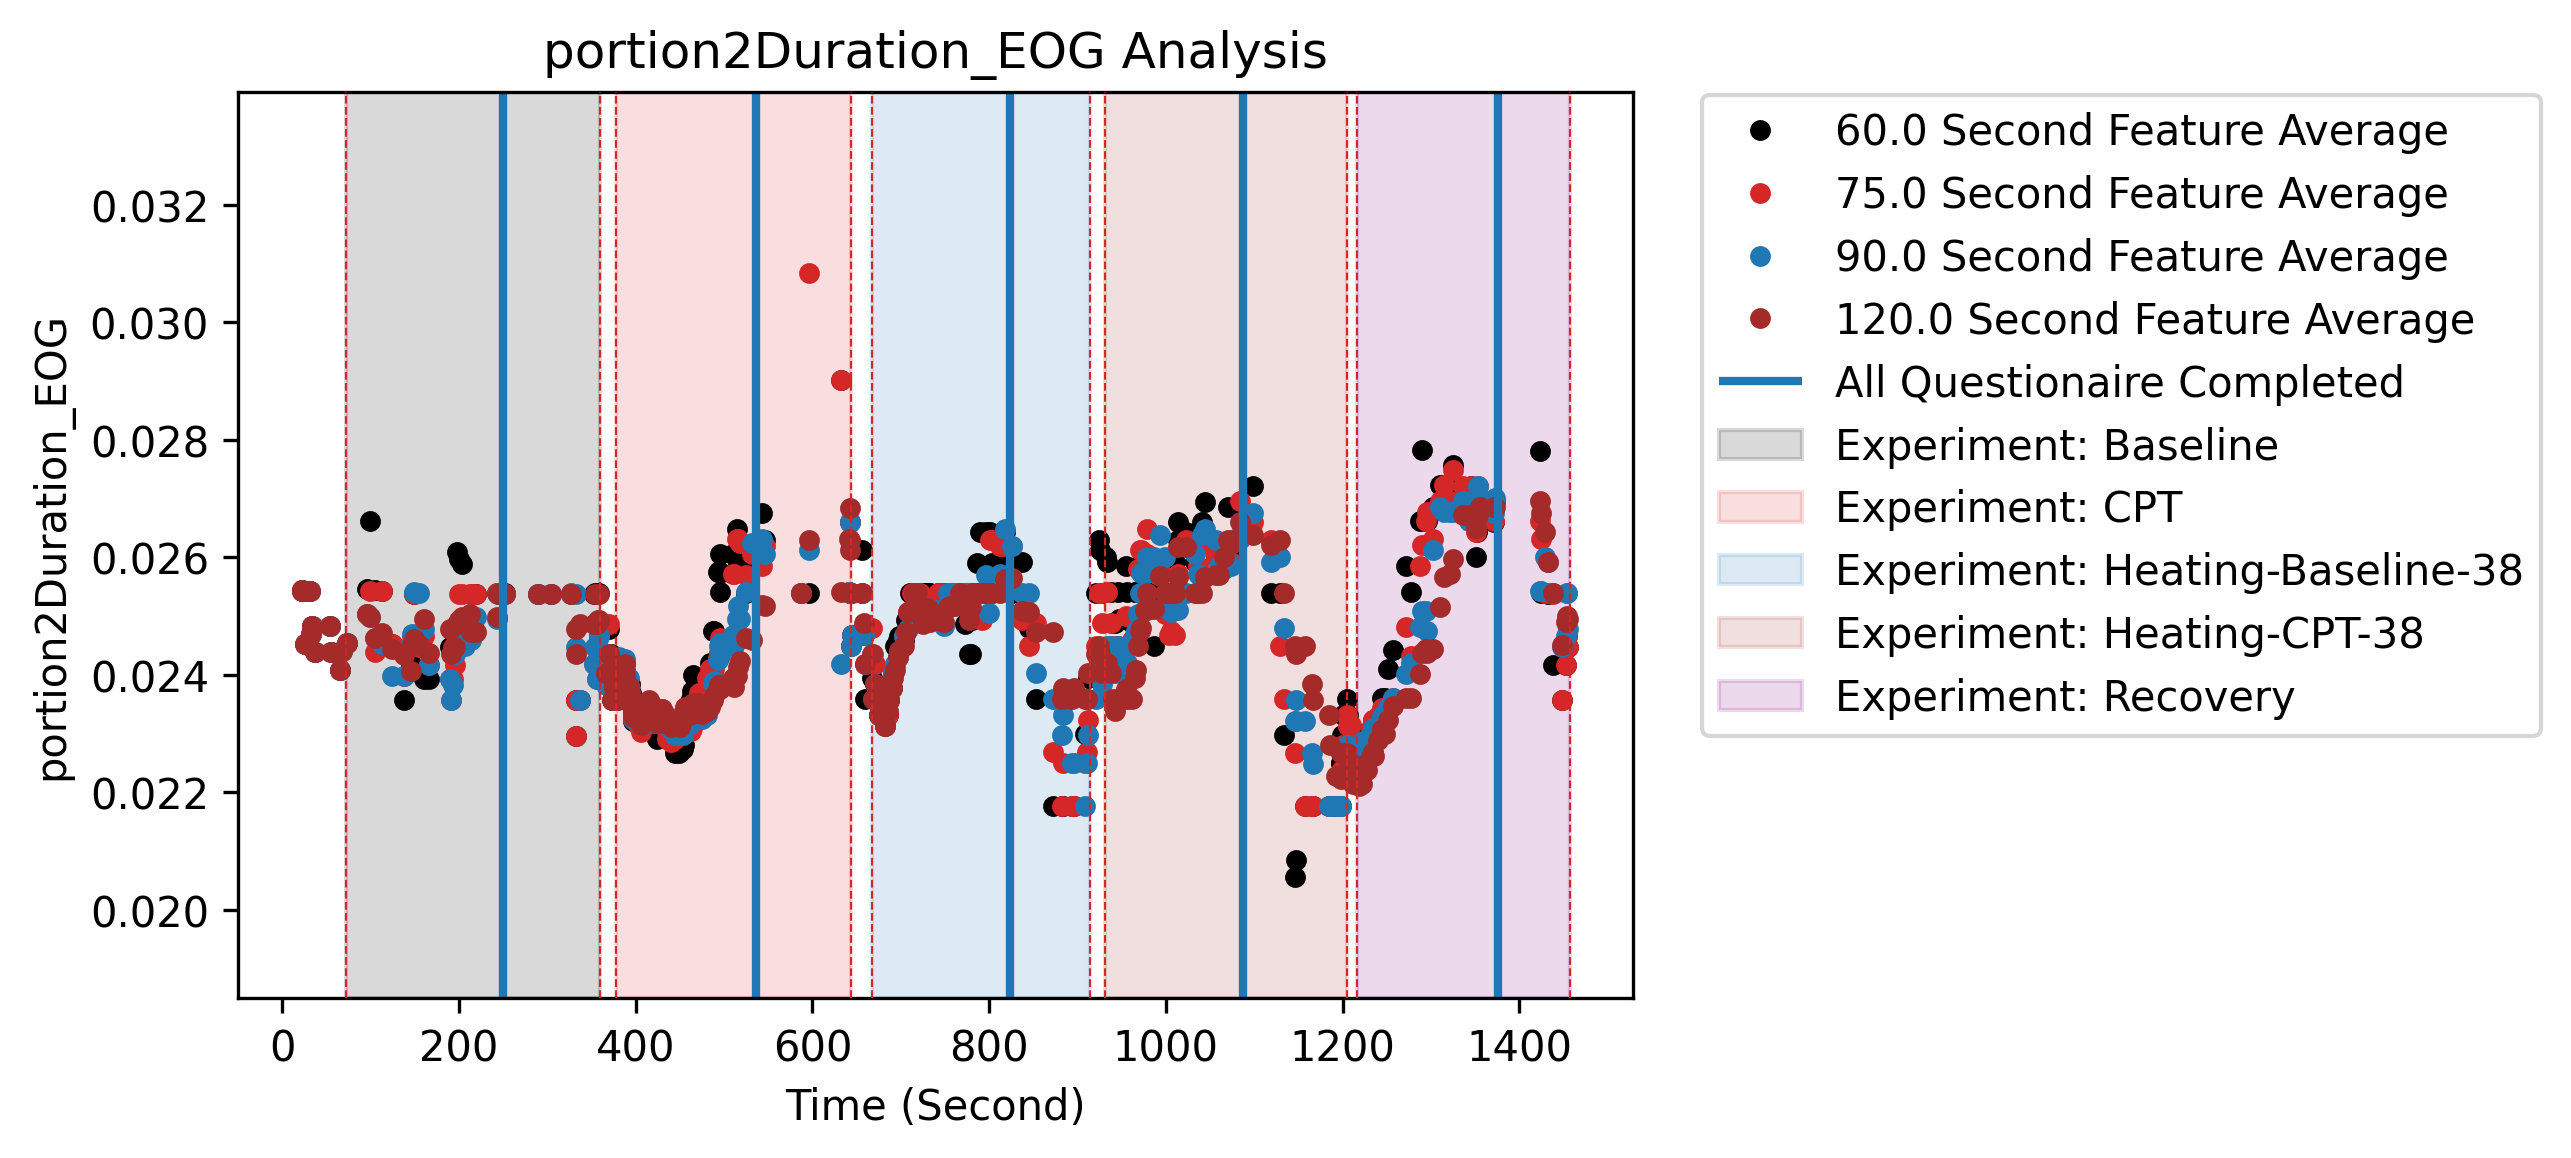 portion2Duration_EOG Analysis
portion2Duration_EOG
0.032
0.030
0.028
0.026
0.024
0.022
0.020
0 200 400 600 800 1000 1200 1400
Time (Second)
60.0 Second Feature Average
75.0 Second Feature Average
90.0 Second Feature Average
120.0 Second Feature Average
All Questionaire Completed
Experiment: Baseline
Experiment: CPT
Experiment: Heating-Baseline-38
Experiment: Heating-CPT-38
Experiment: Recovery